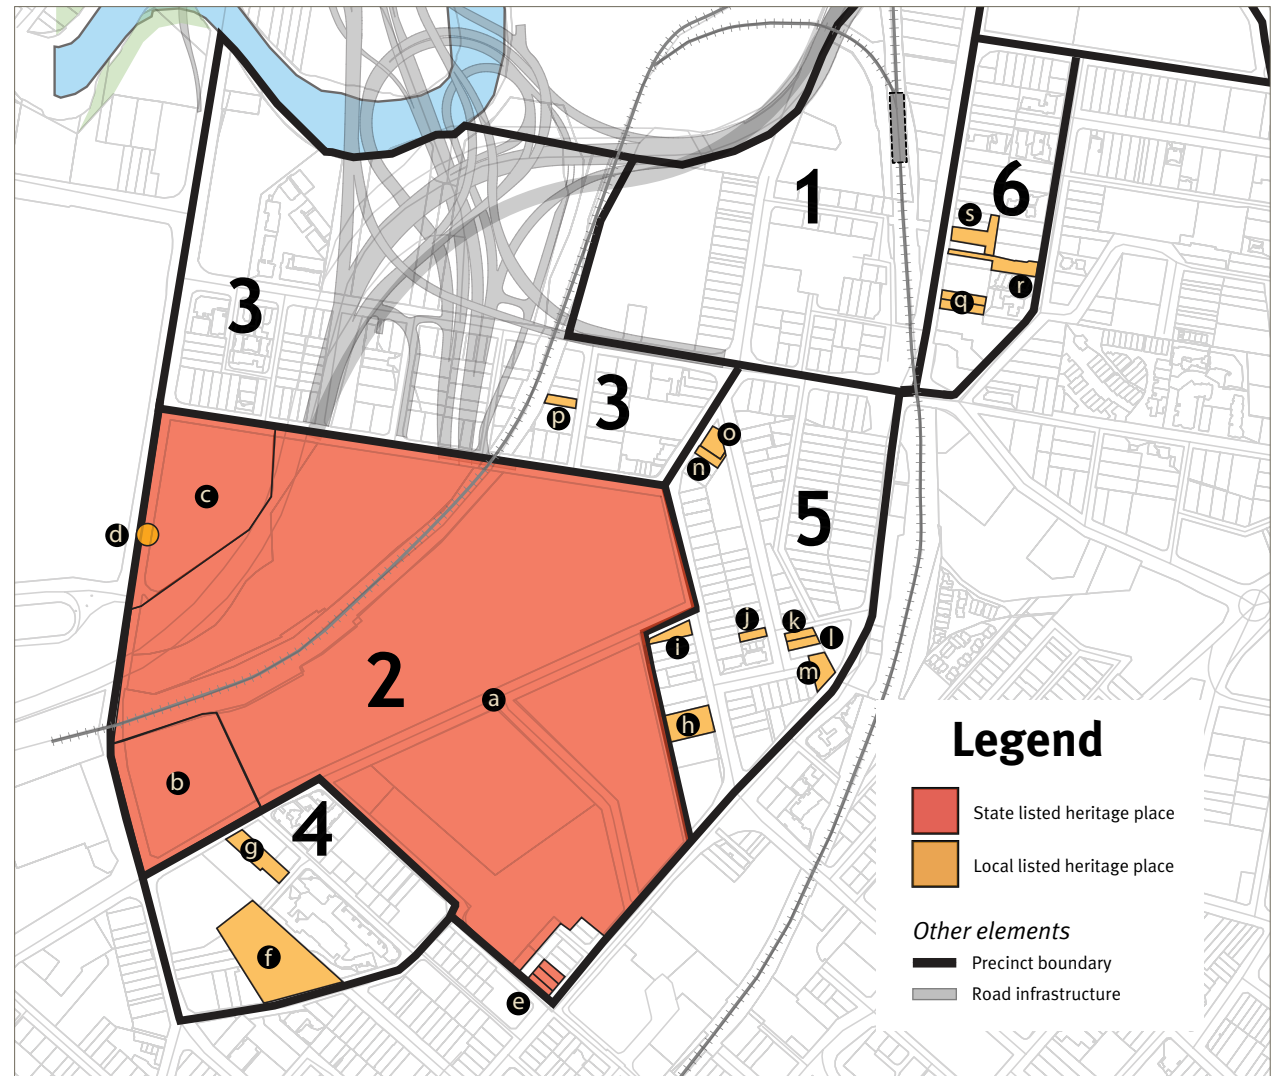 1
6
s
r
q
3
3
p
o
n
c
d
5
2
a
j
k
l
i
m
h
b
4
g
f
e
Legend
State listed heritage place
Local listed heritage place
Other elements
Precinct boundary
Road infrastructure